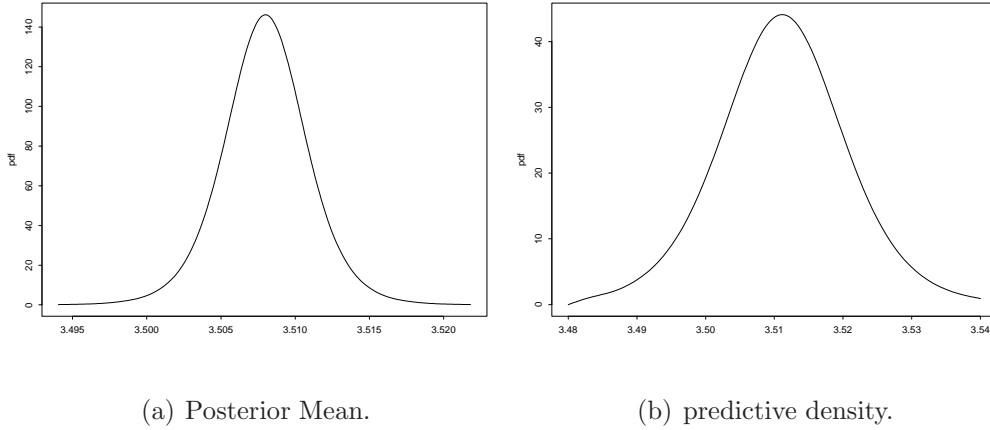 pdf
0 20 40 60 80 100 120 140
3.495 3.500 3.505 3.510 3.515 3.520
(a) Posterior Mean.
pdf
0 10 20 30 40
3.48 3.49 3.50 3.51 3.52 3.53 3.54
(b) predictive density.